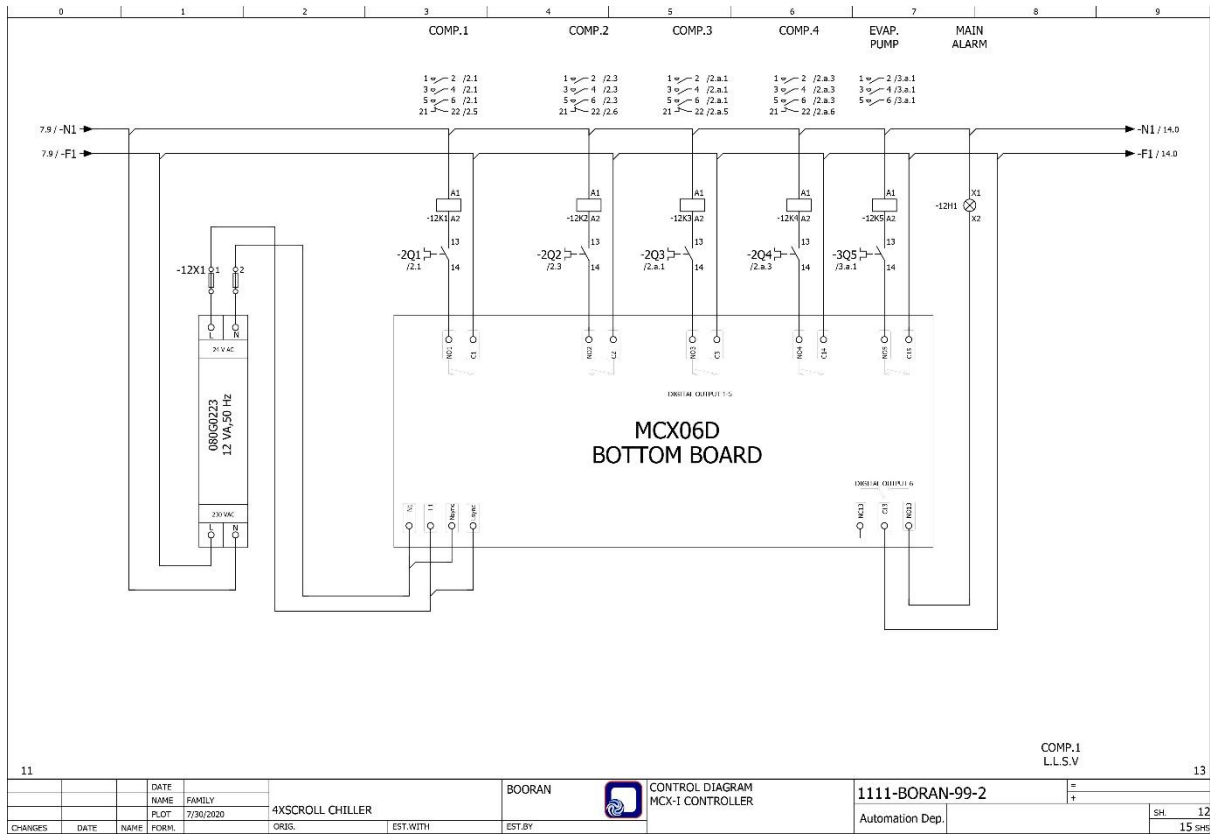 0 1 2 3 4 5 6 7 8 9
COMP.1 COMP.2 COMP.3 COMP.4 EVAP. PUMP MAIN ALARM
1 2 /2.1 1 2 /2.3 1 2 /2.a.1 1 2 /2.a.3 1 2 /3.a.1
3 4 /2.1 3 4 /2.3 3 4 /2.a.1 3 4 /2.a.3 3 4 /3.a.1
5 6 /2.1 5 6 /2.3 5 6 /2.a.1 5 6 /2.a.3 5 6 /3.a.1
21 22 /2.5 21 22 /2.6 21 22 /2.a.5 21 22 /2.a.6
7.9 / -N1 -N1 / 14.0
7.9 / -F1 -F1 / 14.0
A1 A1 A1 A1 A1 X1
-12K1 A2 -12K2 A2 -12K3 A2 -12K4 A2 -12K5 A2 -12H1 X2
13 13 13 13 13
-2Q1 -2Q2 -2Q3 -2Q4 -3Q5
/2.1 14 /2.3 14 /2.a.1 14 /2.a.3 14 /3.a.1 14
-12X1 1 2
L N
24 V AC
080G0223
12 VA,50 Hz
230 VAC
L N
NO1 C1 NO2 C2 NO3 C3 NO4 C14 C15
DIGITAL OUTPUT 1-5
MCX06D
BOTTOM BOARD
DIGITAL OUTPUT 6
Nsync Lsync NC13 C13 NO13
COMP.1
L.L.S.V
11 13
DATE
NAME FAMILY
PLOT 7/30/2020
CHANGES DATE NAME FORM.
4XSCROLL CHILLER
ORIG. EST.WITH EST.BY
BOORAN
CONTROL DIAGRAM
MCX-I CONTROLLER
1111-BORAN-99-2
Automation Dep.
=
+
SH. 12
15 SHS